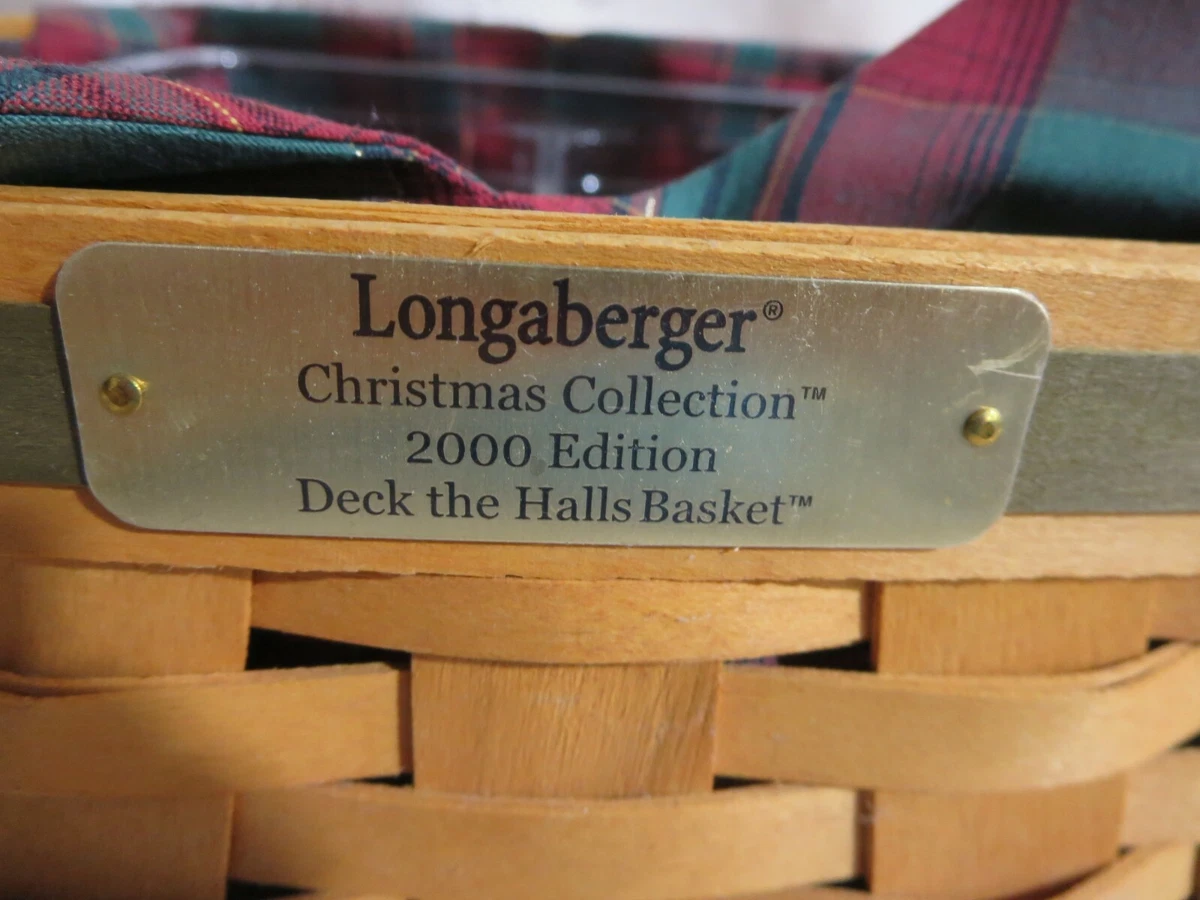 Longaberger®
Christmas Collection™
2000 Edition
Deck the Halls Basket™